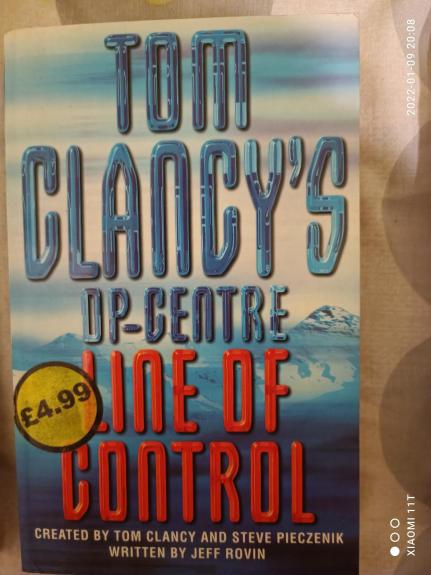 TOM
CLANCY'S
OP-CENTRE
LINE OF
£4.99
CONTROL
CREATED BY TOM CLANCY AND STEVE PIECZENIK
WRITTEN BY JEFF ROVIN
2022-01-09 20:08
XIAOMI 11T